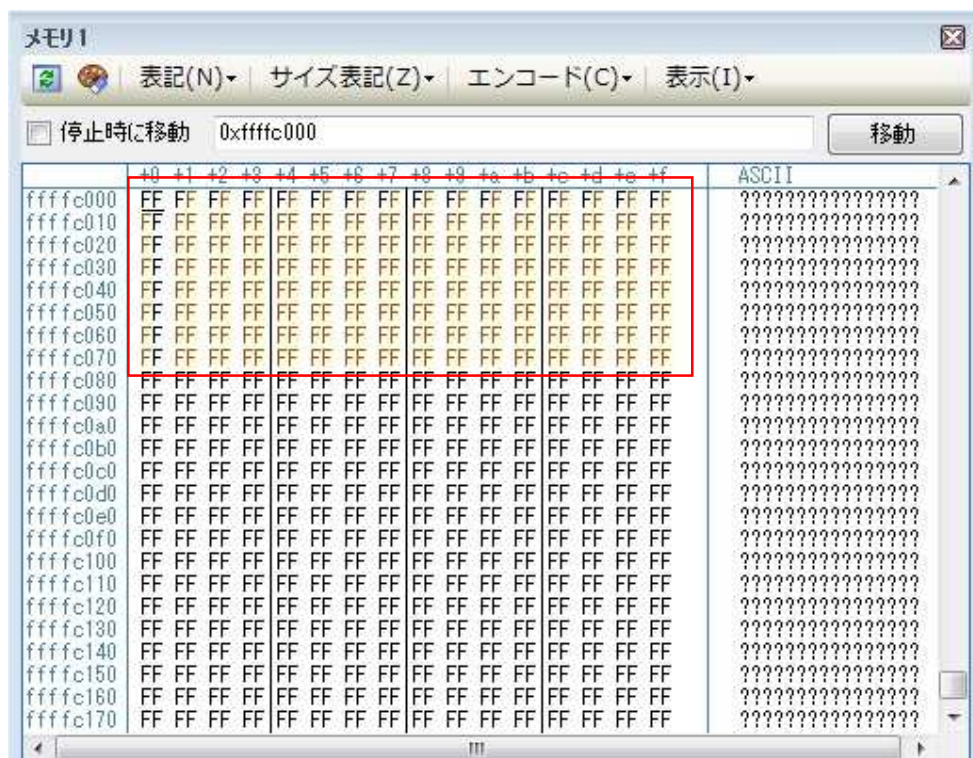 メモリ1
表記(N) サイズ表記(Z) エンコード(C) 表示(I)
停止時に移動 0xffffc000 移動
+0 +1 +2 +3 +4 +5 +6 +7 +8 +9 +a +b +c +d +e +f ASCII
ffffc000 FF FF FF FF FF FF FF FF FF FF FF FF FF FF FF FF ????????????????
ffffc010 FF FF FF FF FF FF FF FF FF FF FF FF FF FF FF FF ????????????????
ffffc020 FF FF FF FF FF FF FF FF FF FF FF FF FF FF FF FF ????????????????
ffffc030 FF FF FF FF FF FF FF FF FF FF FF FF FF FF FF FF ????????????????
ffffc040 FF FF FF FF FF FF FF FF FF FF FF FF FF FF FF FF ????????????????
ffffc050 FF FF FF FF FF FF FF FF FF FF FF FF FF FF FF FF ????????????????
ffffc060 FF FF FF FF FF FF FF FF FF FF FF FF FF FF FF FF ????????????????
ffffc070 FF FF FF FF FF FF FF FF FF FF FF FF FF FF FF FF ????????????????
ffffc080 FF FF FF FF FF FF FF FF FF FF FF FF FF FF FF FF ????????????????
ffffc090 FF FF FF FF FF FF FF FF FF FF FF FF FF FF FF FF ????????????????
ffffc0a0 FF FF FF FF FF FF FF FF FF FF FF FF FF FF FF FF ????????????????
ffffc0b0 FF FF FF FF FF FF FF FF FF FF FF FF FF FF FF FF ????????????????
ffffc0c0 FF FF FF FF FF FF FF FF FF FF FF FF FF FF FF FF ????????????????
ffffc0d0 FF FF FF FF FF FF FF FF FF FF FF FF FF FF FF FF ????????????????
ffffc0e0 FF FF FF FF FF FF FF FF FF FF FF FF FF FF FF FF ????????????????
ffffc0f0 FF FF FF FF FF FF FF FF FF FF FF FF FF FF FF FF ????????????????
ffffc100 FF FF FF FF FF FF FF FF FF FF FF FF FF FF FF FF ????????????????
ffffc110 FF FF FF FF FF FF FF FF FF FF FF FF FF FF FF FF ????????????????
ffffc120 FF FF FF FF FF FF FF FF FF FF FF FF FF FF FF FF ????????????????
ffffc130 FF FF FF FF FF FF FF FF FF FF FF FF FF FF FF FF ????????????????
ffffc140 FF FF FF FF FF FF FF FF FF FF FF FF FF FF FF FF ????????????????
ffffc150 FF FF FF FF FF FF FF FF FF FF FF FF FF FF FF FF ????????????????
ffffc160 FF FF FF FF FF FF FF FF FF FF FF FF FF FF FF FF ????????????????
ffffc170 FF FF FF FF FF FF FF FF FF FF FF FF FF FF FF FF ????????????????